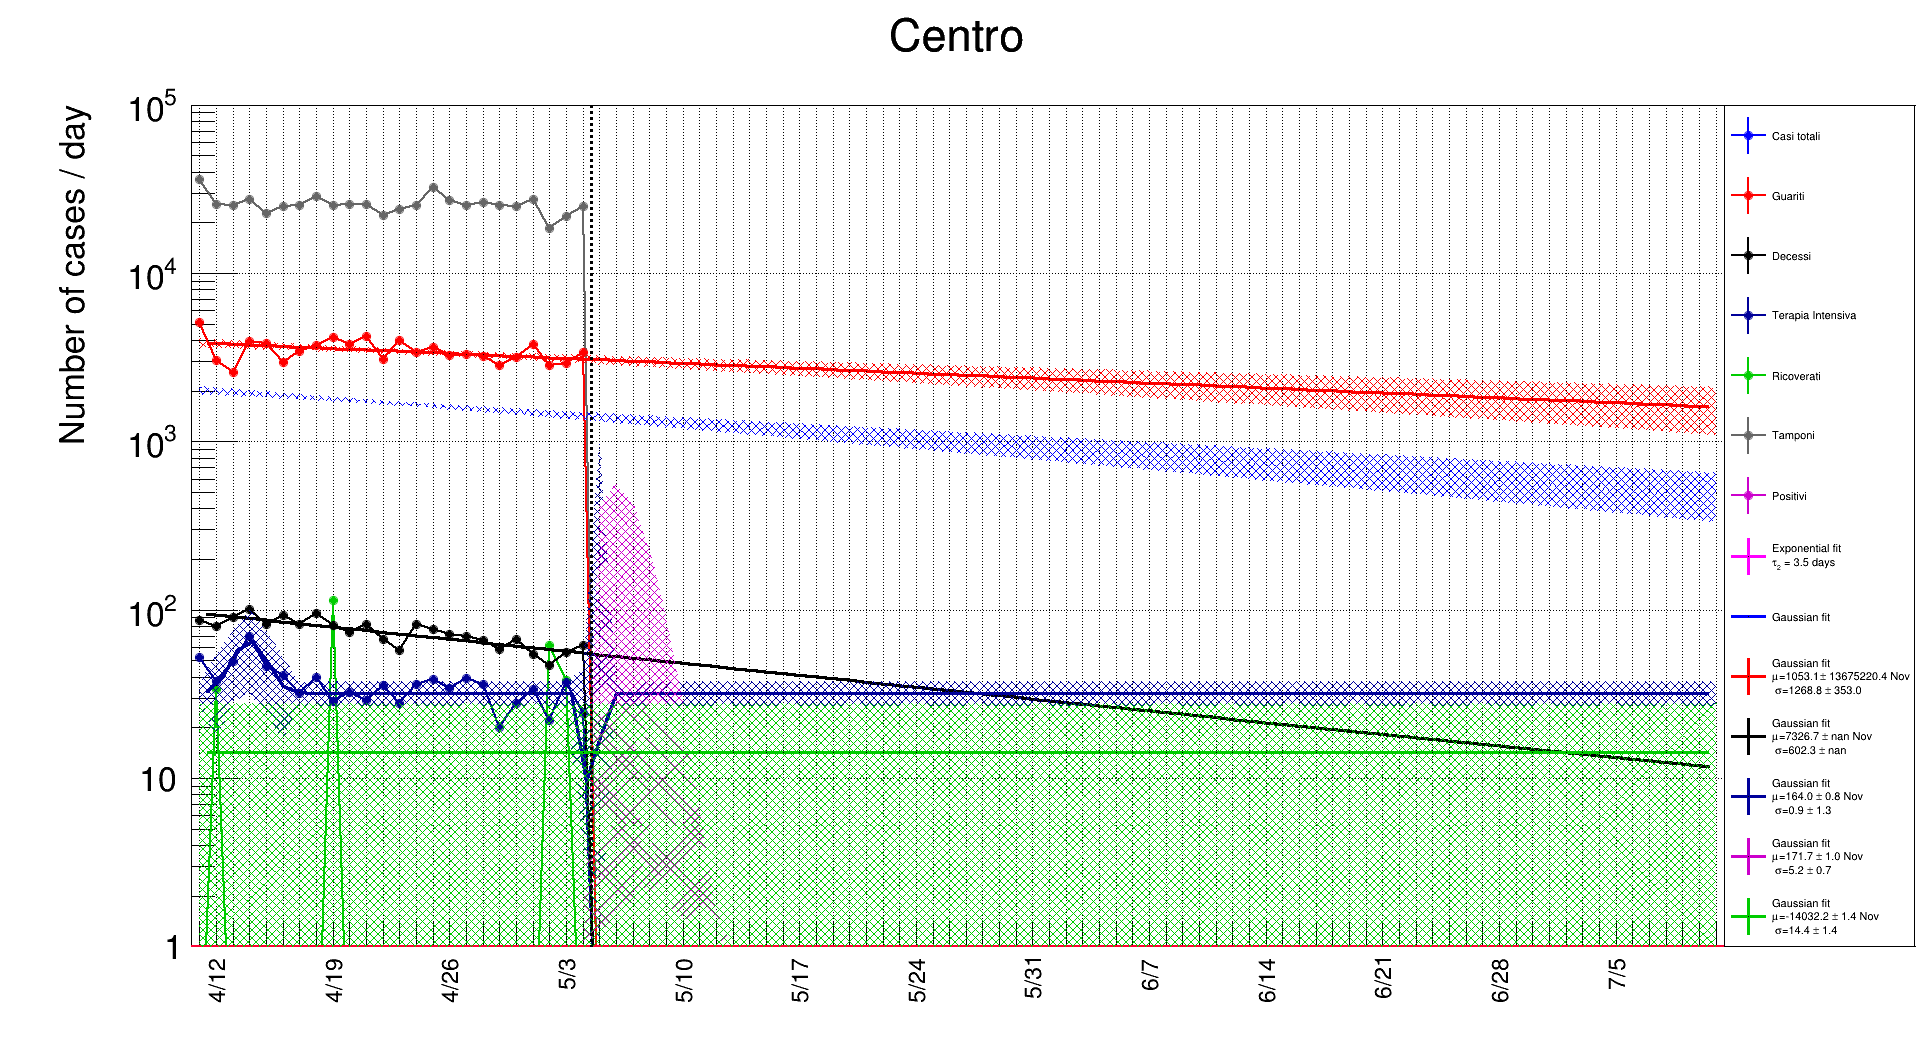 Centro
Number of cases / day
10^5
10^4
10^3
10^2
10
1
4/12
4/19
4/26
5/3
5/10
5/17
5/24
5/31
6/7
6/14
6/21
6/28
7/5
Casi totali
Guariti
Decessi
Terapia Intensiva
Ricoverati
Tamponi
Positivi
Exponential fit
τ₂ = 3.5 days
Gaussian fit
Gaussian fit
μ=1053.1 ± 13675220.4 Nov
σ=1268.8 ± 353.0
Gaussian fit
μ=7326.7 ± nan Nov
σ=602.3 ± nan
Gaussian fit
μ=164.0 ± 0.8 Nov
σ=0.9 ± 1.3
Gaussian fit
μ=171.7 ± 1.0 Nov
σ=5.2 ± 0.7
Gaussian fit
μ=-14032.2 ± 1.4 Nov
σ=14.4 ± 1.4